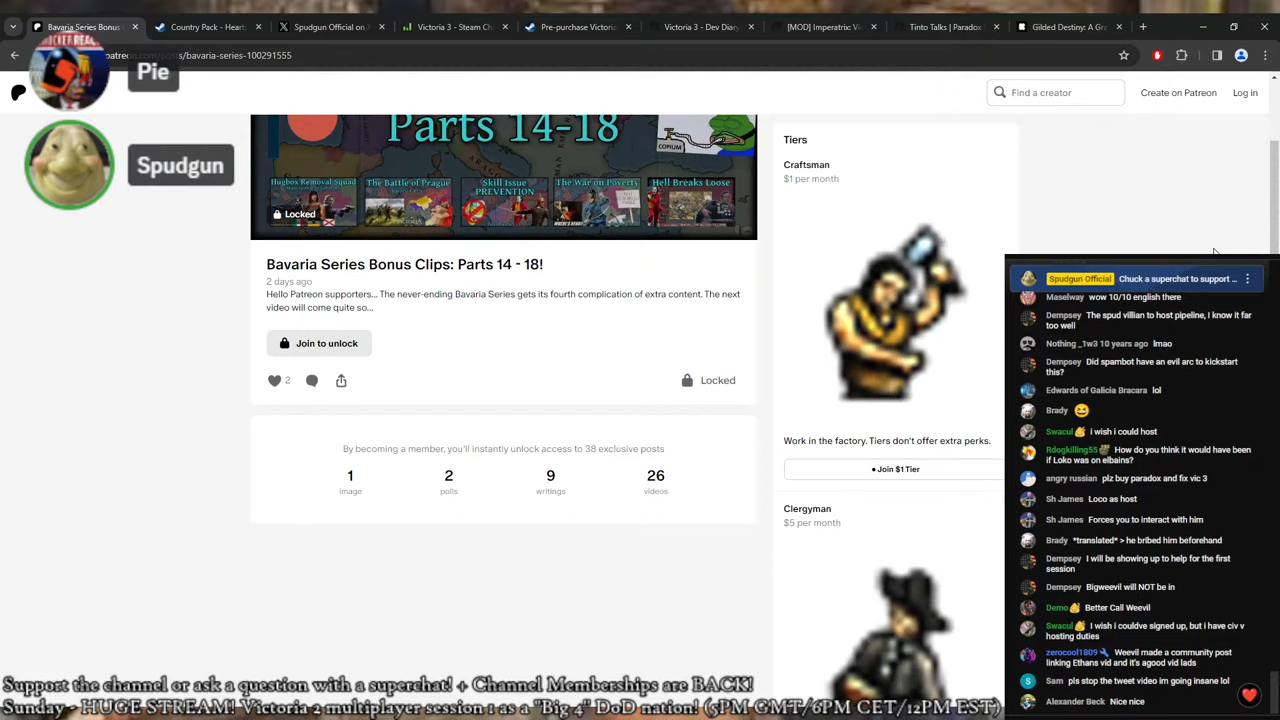 Bavaria Series Bonus Clips:
Country Pack - Hearts
Spudgun Official on X
Victoria 3 - Steam Ch
Pre-purchase Victoria
Victoria 3 - Dev Diary
[MOD] Imperatrix: Vic
Tinto Talks | Paradox
Gilded Destiny: A Gra
patreon.com/posts/bavaria-series-100291555
Pie
Spudgun
Find a creator
Create on Patreon
Log in
Parts 14-18
COPIUM
Hugbox Removal Squad
The Battle of Prague
Skill Issue
PREVENTION
The War on Poverty
Hell Breaks Loose
Locked
Bavaria Series Bonus Clips: Parts 14 - 18!
2 days ago
Hello Patreon supporters... The never-ending Bavaria Series gets its fourth complication of extra content. The next
video will come quite so...
Join to unlock
2
Locked
By becoming a member, you'll instantly unlock access to 38 exclusive posts
1 2 9 26
image polls writings videos
Tiers
Craftsman
$1 per month
Work in the factory. Tiers don't offer extra perks.
• Join $1 Tier
Clergyman
$5 per month
Spudgun Official Chuck a superchat to support ...
Maselway wow 10/10 english there
Dempsey The spud villian to host pipeline, I know it far
too well
Nothing _1w3 10 years ago lmao
Dempsey Did spambot have an evil arc to kickstart
this?
Edwards of Galicia Bracara lol
Brady 😆
Swacul i wish i could host
Rdogkilling55 How do you think it would have been
if Loko was on elbains?
angry russian plz buy paradox and fix vic 3
Sh James Loco as host
Sh James Forces you to interact with him
Brady *translated* > he bribed him beforehand
Dempsey I will be showing up to help for the first
session
Dempsey Bigweevil will NOT be in
Demo Better Call Weevil
Swacul I wish i couldve signed up, but i have civ v
hosting duties
zerocool1809 Weevil made a community post
linking Ethans vid and it's agood vid lads
Sam pls stop the tweet video im going insane lol
Alexander Beck Nice nice
Support the channel or ask a question with a superchat! + Channel Memberships are BACK!
Sunday - HUGE STREAM! Victoria 2 multiplayer session 1 as a "Big 4" DoD nation! (5PM GMT/6PM CET/12PM EST)